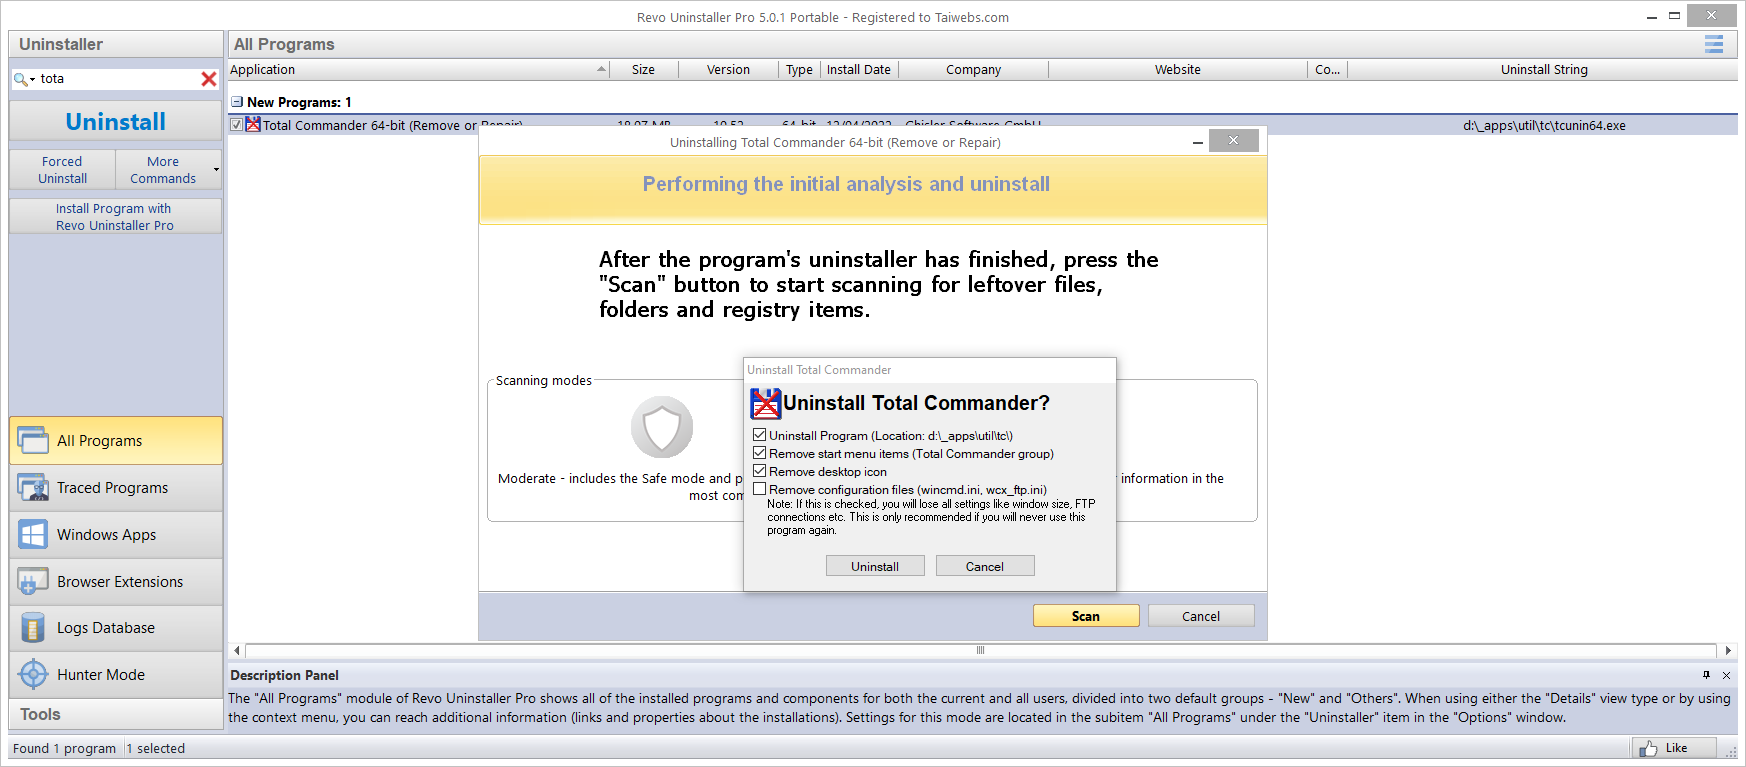 Revo Uninstaller Pro 5.0.1 Portable - Registered to Taiwebs.com
Uninstaller
All Programs
tota
Application
Size
Version
Type
Install Date
Company
Website
Co...
Uninstall String
New Programs: 1
Total Commander 64-bit (Remove or Repair)
18.07 MB
10.52
64-bit
12/04/2022
Ghisler Software GmbH
d:\_apps\util\tc\tcunin64.exe
Uninstall
Forced
Uninstall
More
Commands
Install Program with
Revo Uninstaller Pro
Uninstalling Total Commander 64-bit (Remove or Repair)
Performing the initial analysis and uninstall
After the program's uninstaller has finished, press the
"Scan" button to start scanning for leftover files,
folders and registry items.
Scanning modes
Moderate - includes the Safe mode and p
information in the
most com
Uninstall Total Commander
Uninstall Total Commander?
Uninstall Program (Location: d:\_apps\util\tc\)
Remove start menu items (Total Commander group)
Remove desktop icon
Remove configuration files (wincmd.ini, wcx_ftp.ini)
Note: If this is checked, you will lose all settings like window size, FTP
connections etc. This is only recommended if you will never use this
program again.
Uninstall
Cancel
Scan
Cancel
All Programs
Traced Programs
Windows Apps
Browser Extensions
Logs Database
Hunter Mode
Tools
Description Panel
The "All Programs" module of Revo Uninstaller Pro shows all of the installed programs and components for both the current and all users, divided into two default groups - "New" and "Others". When using either the "Details" view type or by using
the context menu, you can reach additional information (links and properties about the installations). Settings for this mode are located in the subitem "All Programs" under the "Uninstaller" item in the "Options" window.
Found 1 program
1 selected
Like